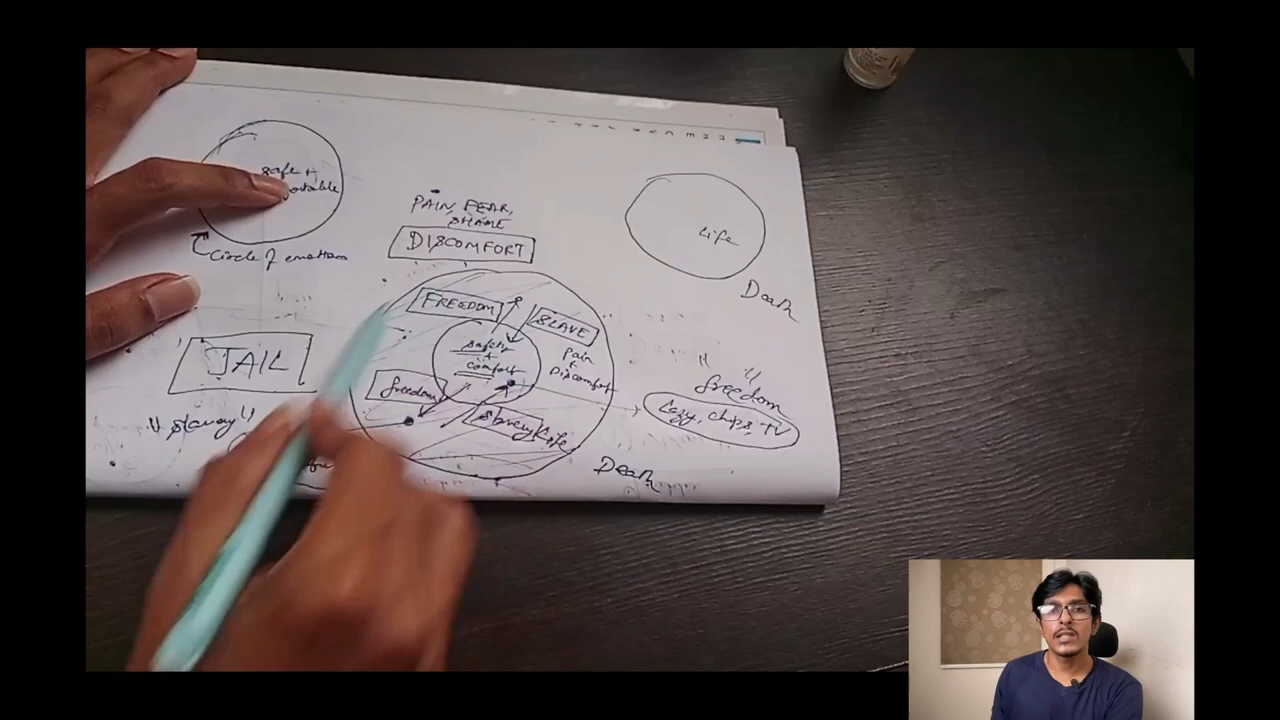 safe +
Circle of emotions
PAIN, FEAR,
SHAME
DISCOMFORT
Life
Death
FREEDOM
SLAVE
safety
+
comfort
Pain
&
Discomfort
freedom
Slavery
Life
Death
JAIL
"Slavery"
" "
freedom
Lazy, chips, TV